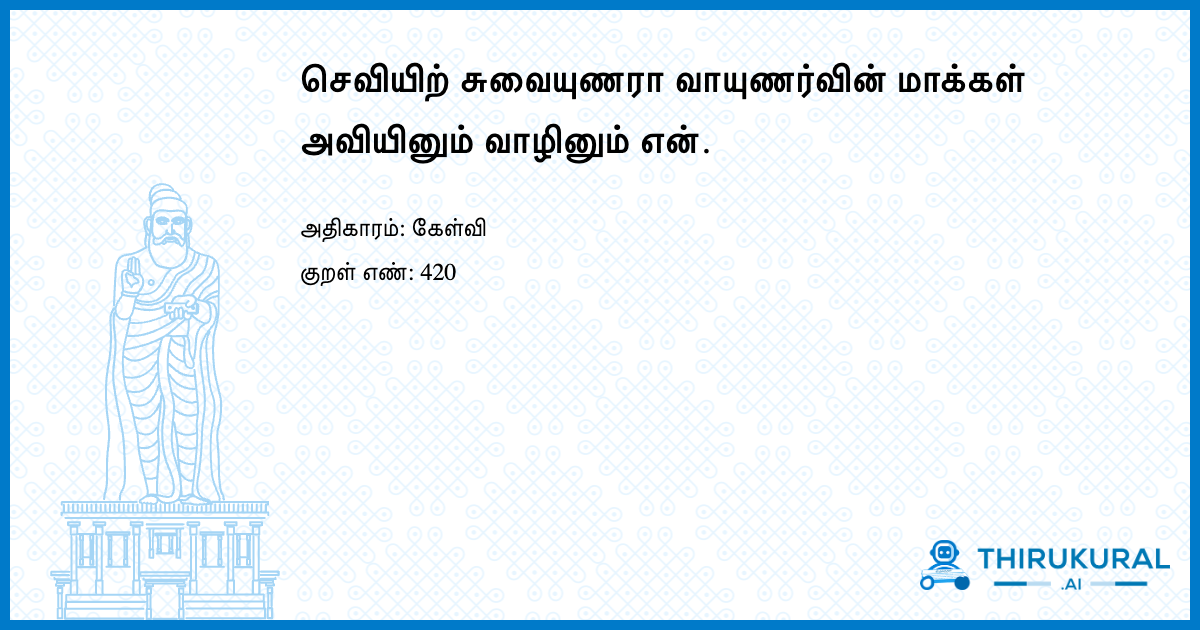 செவியிற் சுவையுணரா வாயுணர்வின் மாக்கள்
அவியினும் வாழினும் என்.
அதிகாரம்: கேள்வி
குறள் எண்: 420
THIRUKURAL
.AI